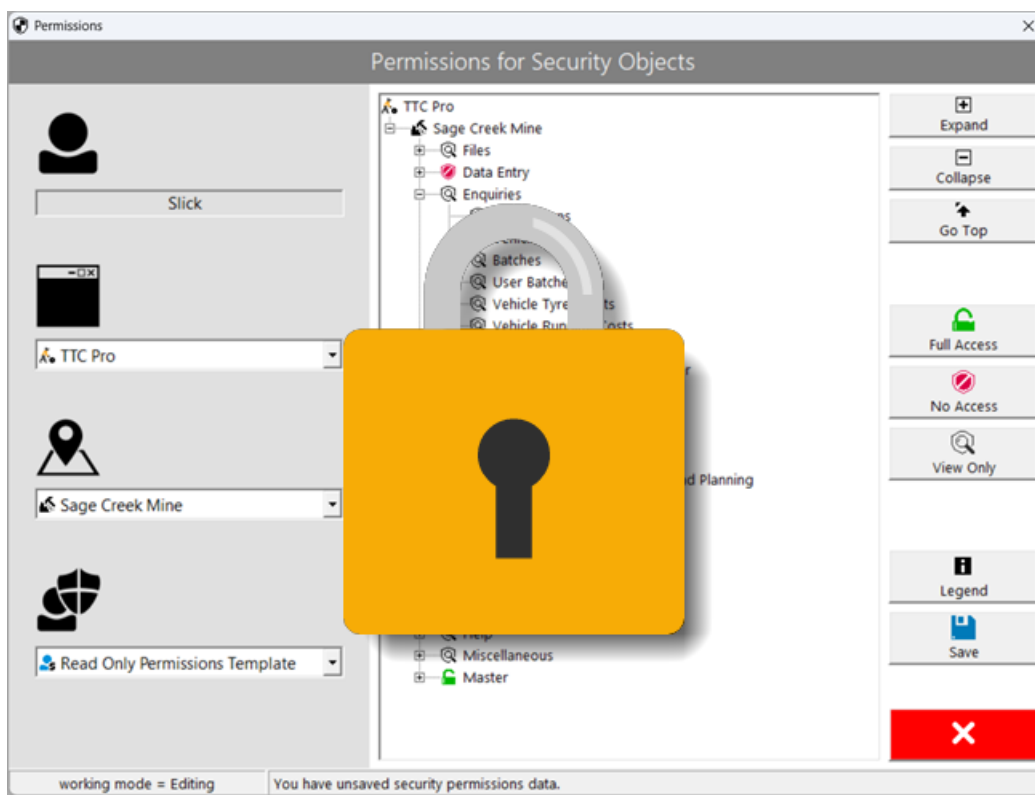 Permissions
Permissions for Security Objects
Slick
TTC Pro
Sage Creek Mine
Read Only Permissions Template
TTC Pro
Sage Creek Mine
Files
Data Entry
Enquiries
Batches
User Batche
Vehicle Tyre
Vehicle Run
Costs
d Planning
Help
Miscellaneous
Master
Expand
Collapse
Go Top
Full Access
No Access
View Only
Legend
Save
working mode = Editing
You have unsaved security permissions data.